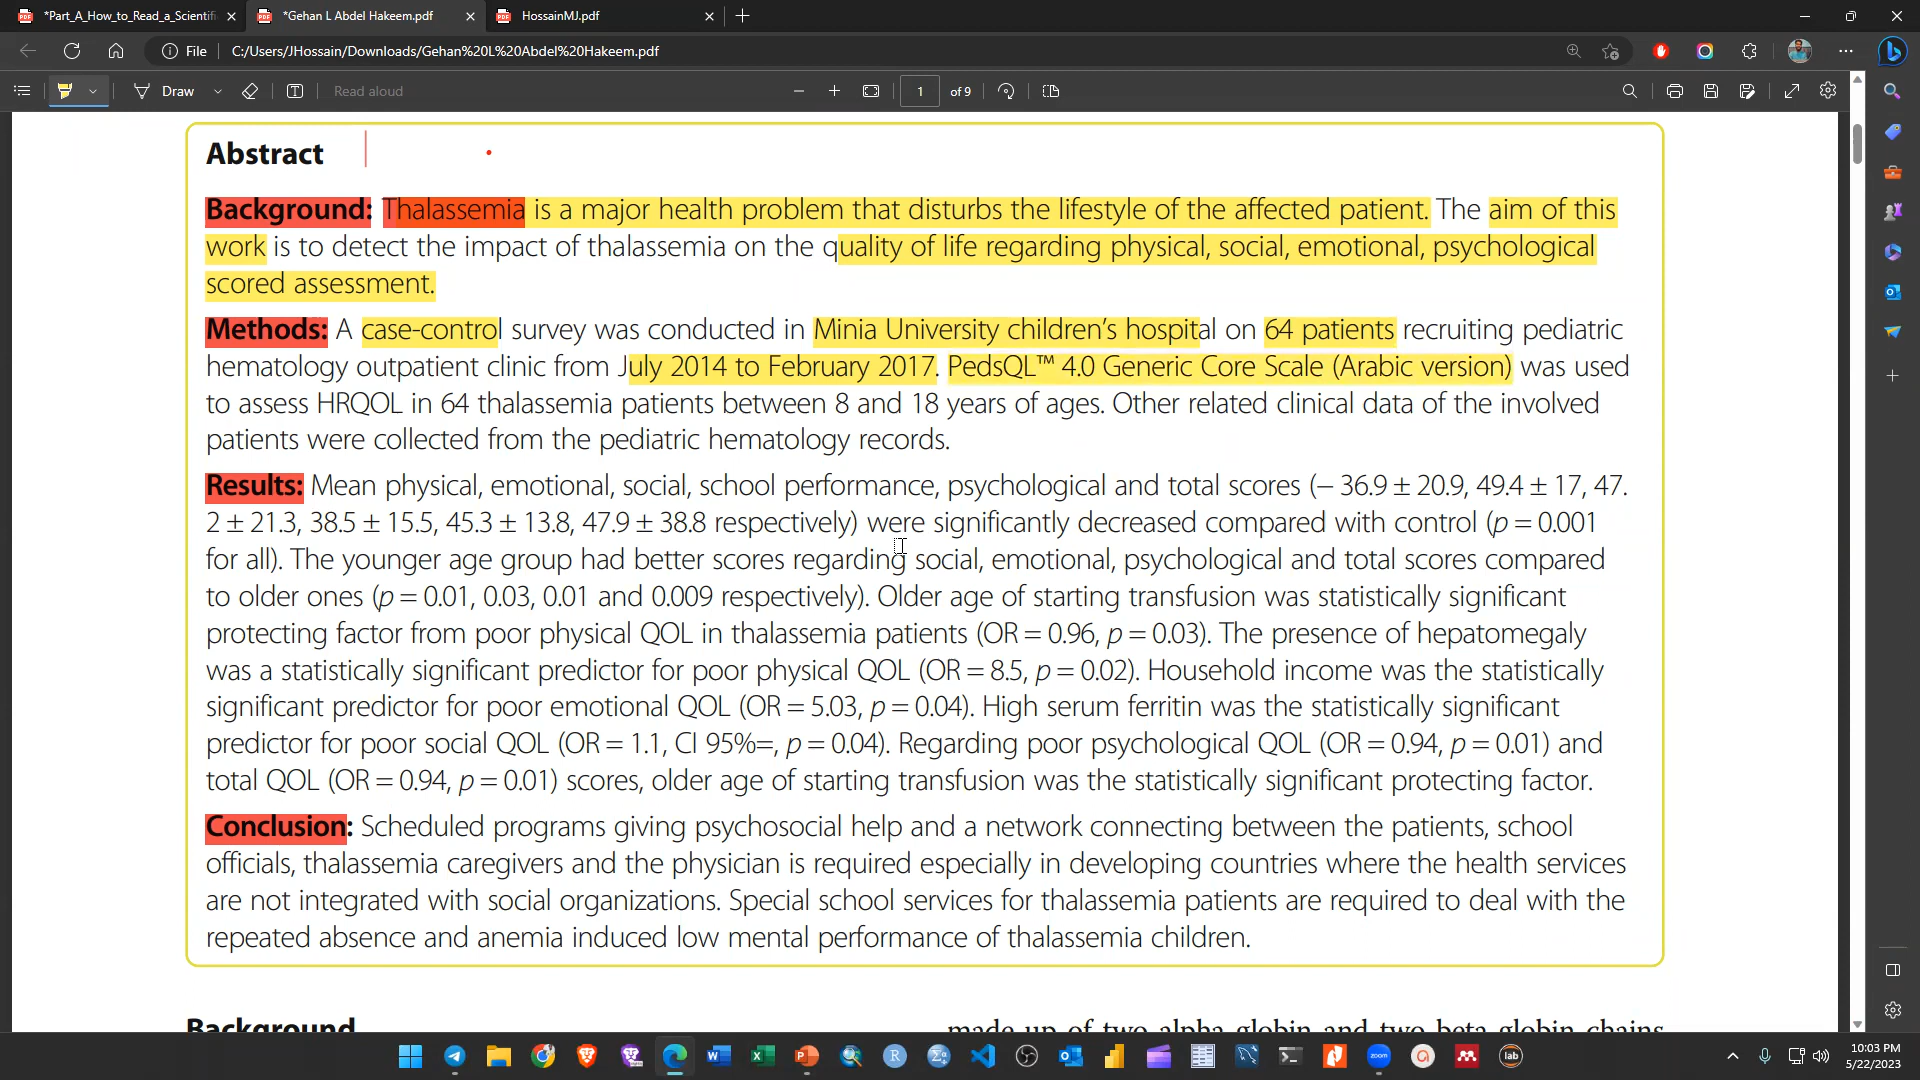 *Part_A_How_to_Read_a_Scientifi
*Gehan L Abdel Hakeem.pdf
HossainMJ.pdf
File
C:/Users/JHossain/Downloads/Gehan%20L%20Abdel%20Hakeem.pdf
Draw
Read aloud
1
of 9
Abstract
Background: Thalassemia is a major health problem that disturbs the lifestyle of the affected patient. The aim of this
work is to detect the impact of thalassemia on the quality of life regarding physical, social, emotional, psychological
scored assessment.
Methods: A case-control survey was conducted in Minia University children's hospital on 64 patients recruiting pediatric
hematology outpatient clinic from July 2014 to February 2017. PedsQL™ 4.0 Generic Core Scale (Arabic version) was used
to assess HRQOL in 64 thalassemia patients between 8 and 18 years of ages. Other related clinical data of the involved
patients were collected from the pediatric hematology records.
Results: Mean physical, emotional, social, school performance, psychological and total scores (− 36.9 ± 20.9, 49.4 ± 17, 47.
2 ± 21.3, 38.5 ± 15.5, 45.3 ± 13.8, 47.9 ± 38.8 respectively) were significantly decreased compared with control (p = 0.001
for all). The younger age group had better scores regarding social, emotional, psychological and total scores compared
to older ones (p = 0.01, 0.03, 0.01 and 0.009 respectively). Older age of starting transfusion was statistically significant
protecting factor from poor physical QOL in thalassemia patients (OR = 0.96, p = 0.03). The presence of hepatomegaly
was a statistically significant predictor for poor physical QOL (OR = 8.5, p = 0.02). Household income was the statistically
significant predictor for poor emotional QOL (OR = 5.03, p = 0.04). High serum ferritin was the statistically significant
predictor for poor social QOL (OR = 1.1, CI 95%=, p = 0.04). Regarding poor psychological QOL (OR = 0.94, p = 0.01) and
total QOL (OR = 0.94, p = 0.01) scores, older age of starting transfusion was the statistically significant protecting factor.
Conclusion: Scheduled programs giving psychosocial help and a network connecting between the patients, school
officials, thalassemia caregivers and the physician is required especially in developing countries where the health services
are not integrated with social organizations. Special school services for thalassemia patients are required to deal with the
repeated absence and anemia induced low mental performance of thalassemia children.
Background
made up of two alpha globin and two beta globin chains
zoom
lab
10:03 PM
5/22/2023